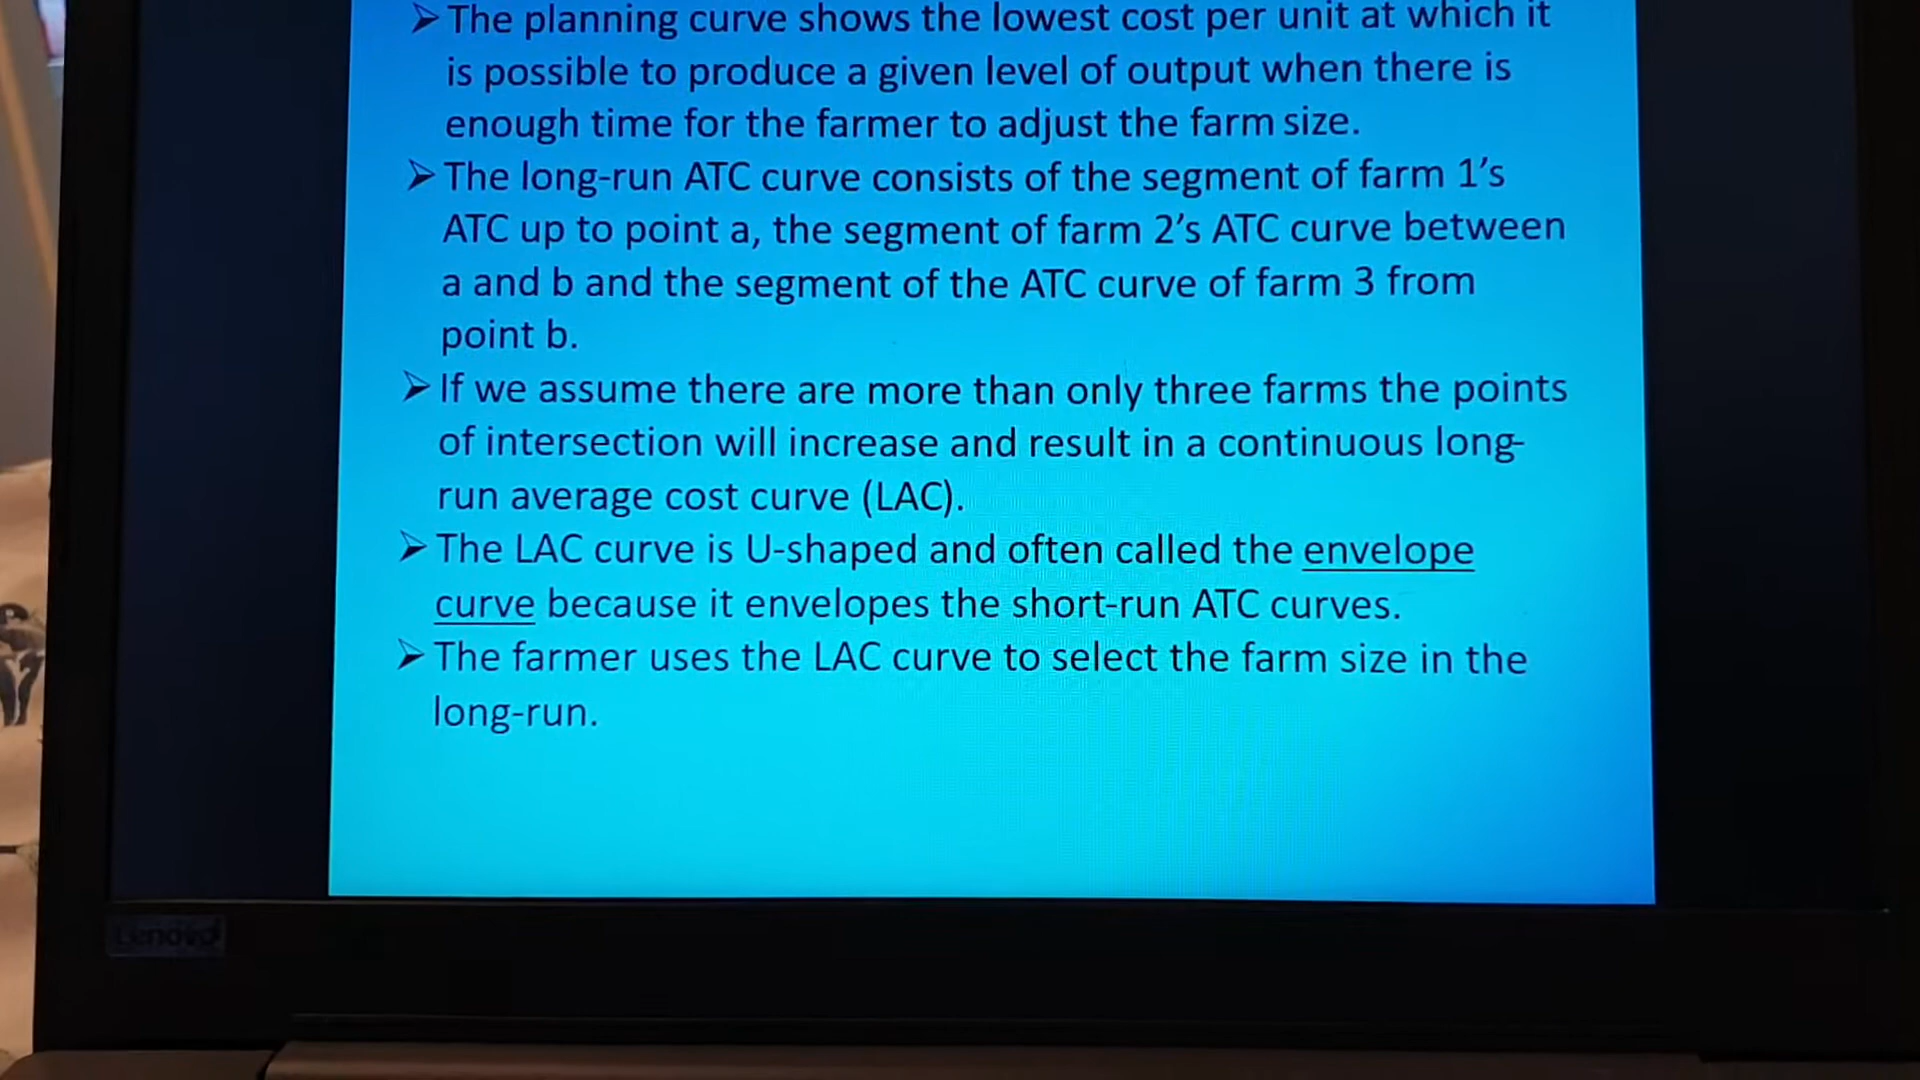 ➢The planning curve shows the lowest cost per unit at which it
is possible to produce a given level of output when there is
enough time for the farmer to adjust the farm size.
➢The long-run ATC curve consists of the segment of farm 1's
ATC up to point a, the segment of farm 2's ATC curve between
a and b and the segment of the ATC curve of farm 3 from
point b.
➢If we assume there are more than only three farms the points
of intersection will increase and result in a continuous long-
run average cost curve (LAC).
➢The LAC curve is U-shaped and often called the envelope
curve because it envelopes the short-run ATC curves.
➢The farmer uses the LAC curve to select the farm size in the
long-run.
Lenovo